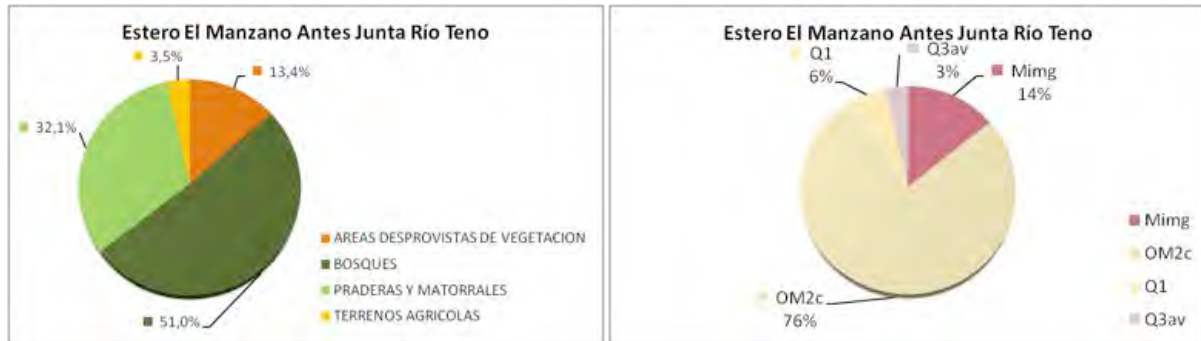 Estero El Manzano Antes Junta Río Teno
3,5%
13,4%
32,1%
51,0%
AREAS DESPROVISTAS DE VEGETACION
BOSQUES
PRADERAS Y MATORRALES
TERRENOS AGRICOLAS
Estero El Manzano Antes Junta Río Teno
Q1
6%
Q3av
3%
Mimg
14%
OM2c
76%
Mimg
OM2c
Q1
Q3av